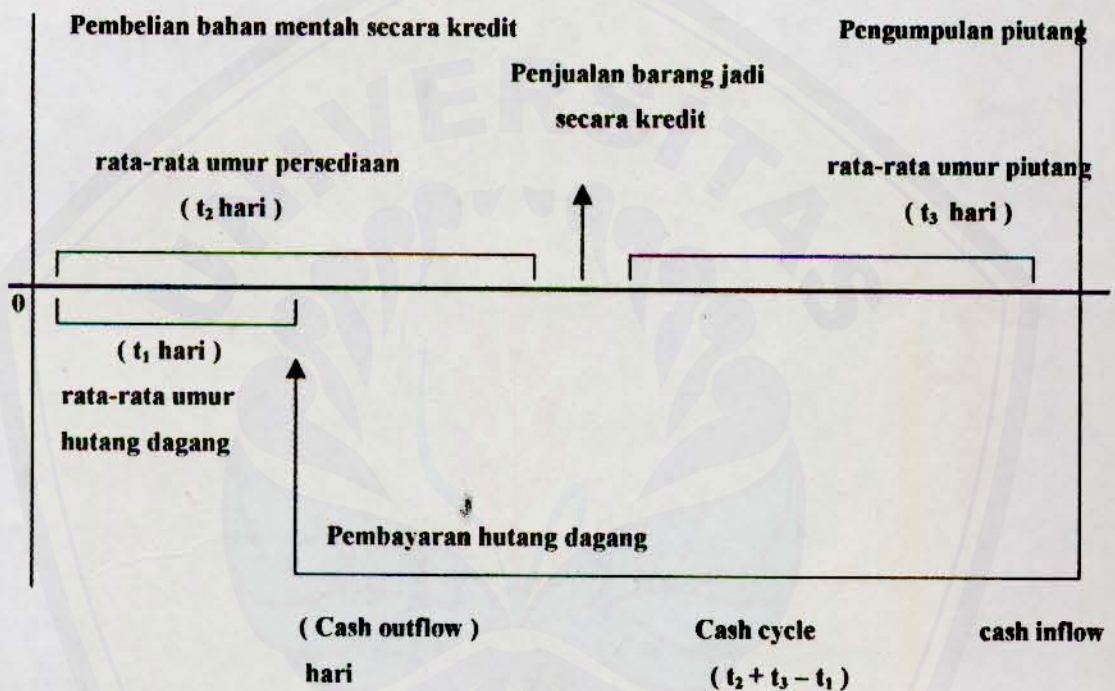 Pembelian bahan mentah secara kredit
Pengumpulan piutang
Penjualan barang jadi
secara kredit
rata-rata umur persediaan
( t₂ hari )
rata-rata umur piutang
( t₃ hari )
0
( t₁ hari )
rata-rata umur
hutang dagang
Pembayaran hutang dagang
( Cash outflow )
hari
Cash cycle
( t₂ + t₃ – t₁ )
cash inflow
UNIVERSITAS